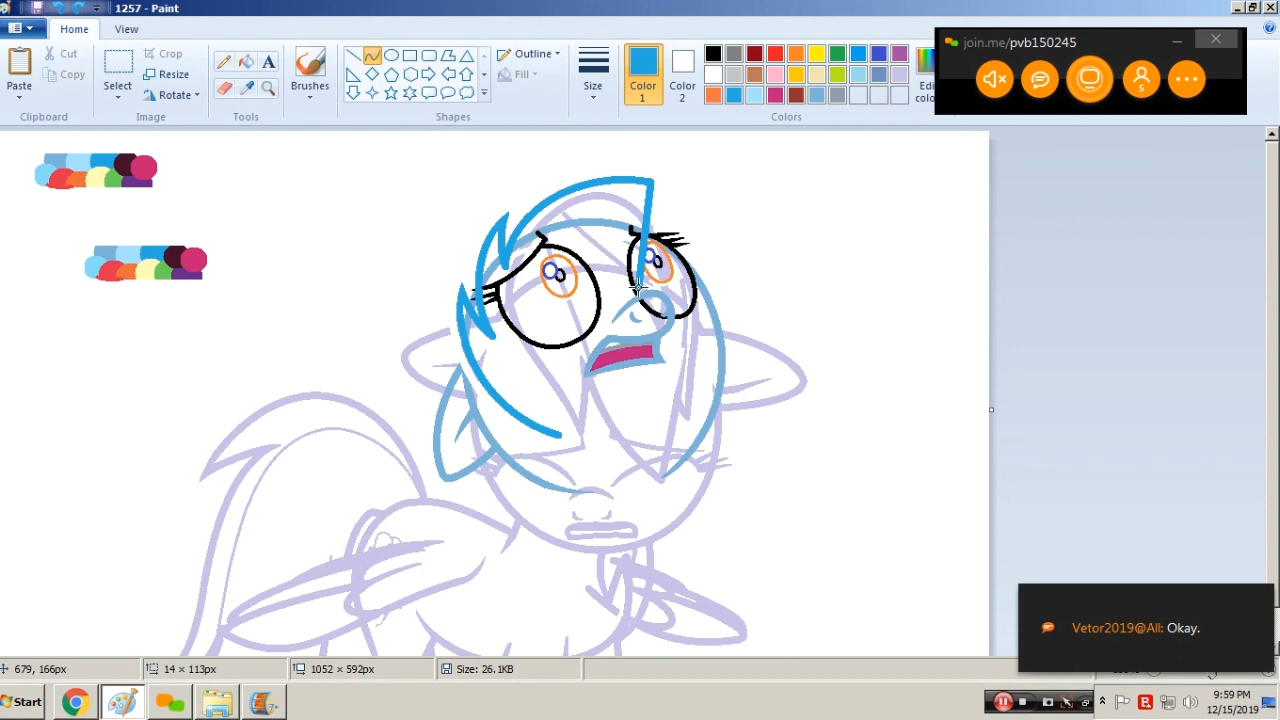 1257 - Paint
Home View
Paste
Cut
Copy
Clipboard
Select
Crop
Resize
Rotate
Image
Tools
Brushes
Shapes
Outline
Fill
Size
Color 1
Color 2
Colors
join.me/pvb150245
Vetor2019@All: Okay.
679, 166px
14 × 113px
1052 × 592px
Size: 26.1KB
Start
9:59 PM
12/15/2019